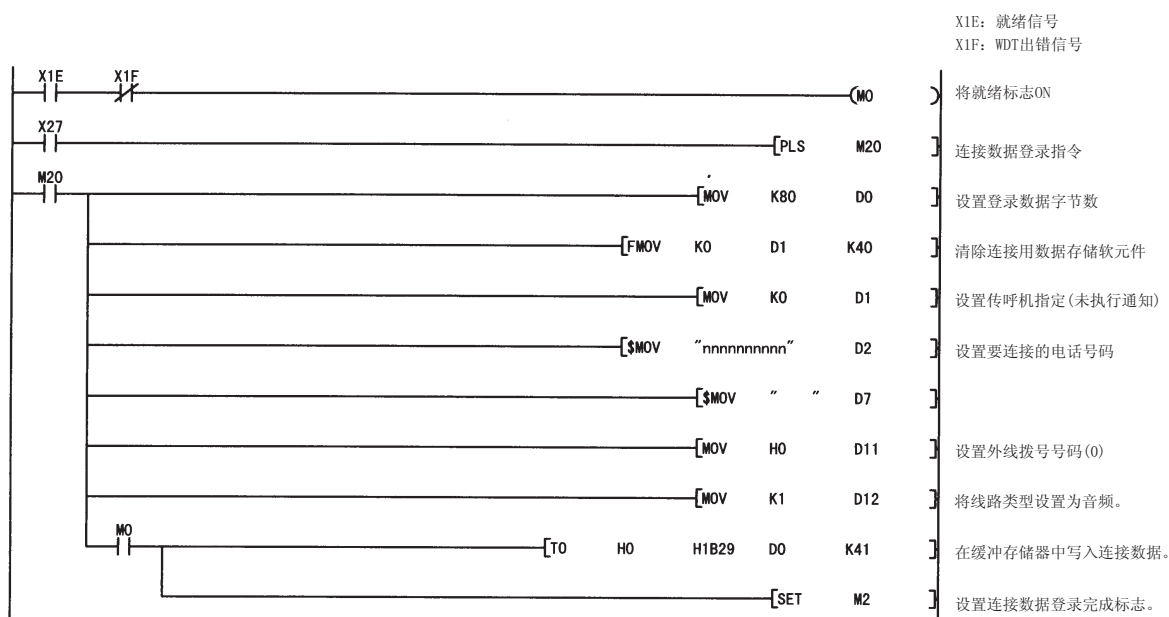 X1E：就绪信号
X1F：WDT出错信号
X1E X1F (M0 ) 将就绪标志ON
X27 [PLS M20 ] 连接数据登录指令
M20 [MOV K80 D0 ] 设置登录数据字节数
[FMOV K0 D1 K40 ] 清除连接用数据存储软元件
[MOV K0 D1 ] 设置传呼机指定(未执行通知)
[$MOV "nnnnnnnnnn" D2 ] 设置要连接的电话号码
[$MOV " " D7 ]
[MOV H0 D11 ] 设置外线拨号号码(0)
[MOV K1 D12 ] 将线路类型设置为音频。
M0 [TO H0 H1B29 D0 K41 ] 在缓冲存储器中写入连接数据。
[SET M2 ] 设置连接数据登录完成标志。